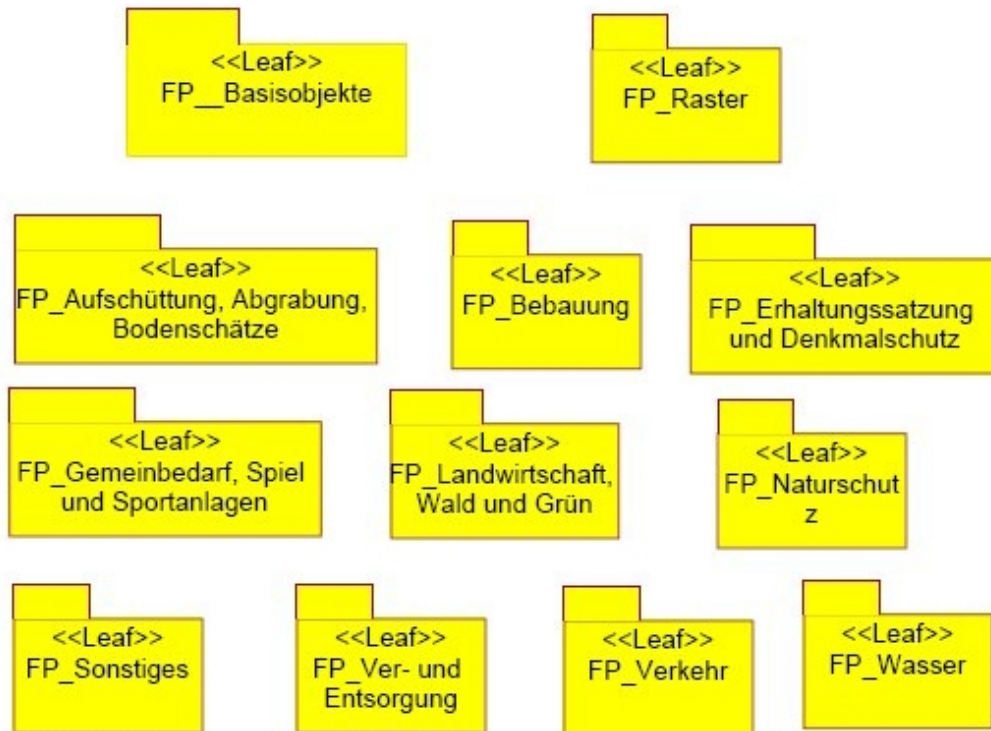 <<Leaf>>
FP__Basisobjekte
<<Leaf>>
FP_Raster
<<Leaf>>
FP_Aufschüttung, Abgrabung,
Bodenschätze
<<Leaf>>
FP_Bebauung
<<Leaf>>
FP_Erhaltungssatzung
und Denkmalschutz
<<Leaf>>
FP_Gemeinbedarf, Spiel
und Sportanlagen
<<Leaf>>
FP_Landwirtschaft,
Wald und Grün
<<Leaf>>
FP_Naturschut
z
<<Leaf>>
FP_Sonstiges
<<Leaf>>
FP_Ver- und
Entsorgung
<<Leaf>>
FP_Verkehr
<<Leaf>>
FP_Wasser